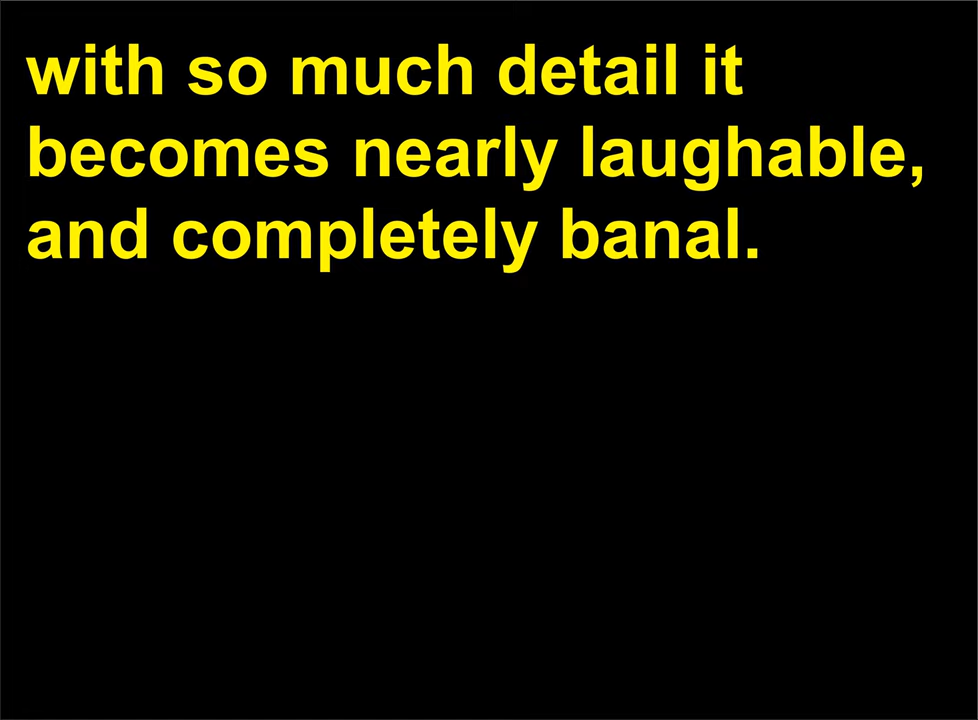 with so much detail it
becomes nearly laughable,
and completely banal.